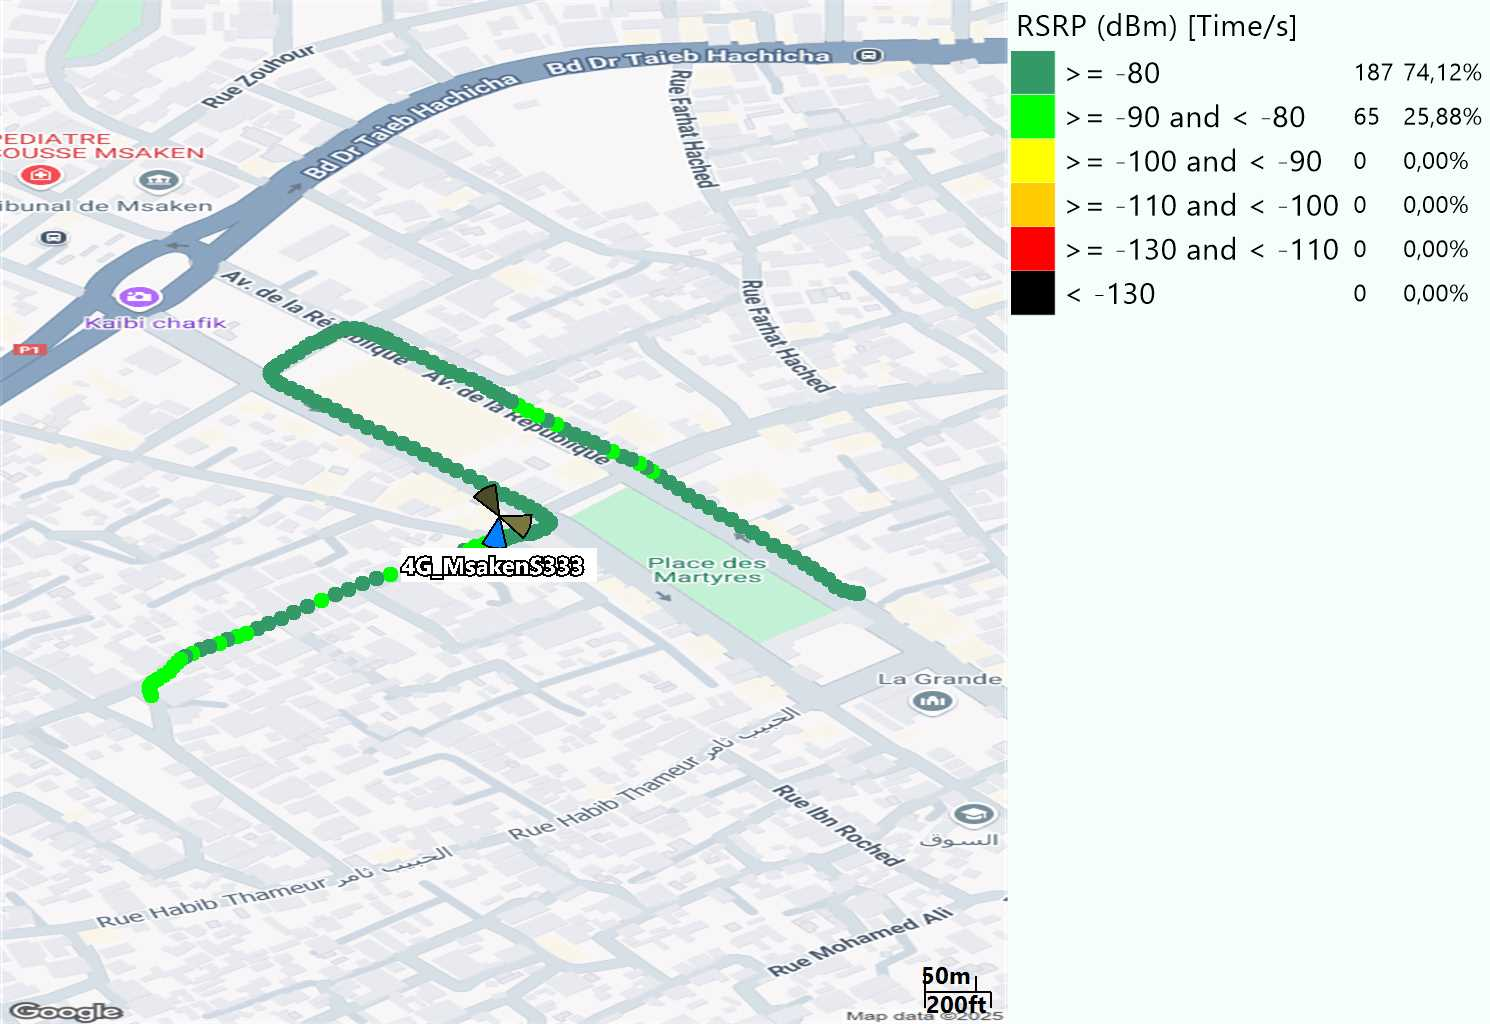 RSRP (dBm) [Time/s]
>= -80 187 74,12%
>= -90 and < -80 65 25,88%
>= -100 and < -90 0 0,00%
>= -110 and < -100 0 0,00%
>= -130 and < -110 0 0,00%
< -130 0 0,00%
Rue Zouhour
Bd Dr Taieb Hachicha
Bd Dr Taieb Hachicha
Rue Farhat Hached
PEDIATRE
OUSSE MSAKEN
ibunal de Msaken
Av. de la Ré
blique
Kaibi chafik
P1
Rue Farhat Hached
Av. de la République
4G_MsakenS333
Place des
Martyres
La Grande
Rue Habib Thameur الحبيب ثامر
Rue Habib Thameur الحبيب ثامر
Rue Ibn Roched
السوق
Rue Mohamed Ali
50m
200ft
Google
Map data ©2025